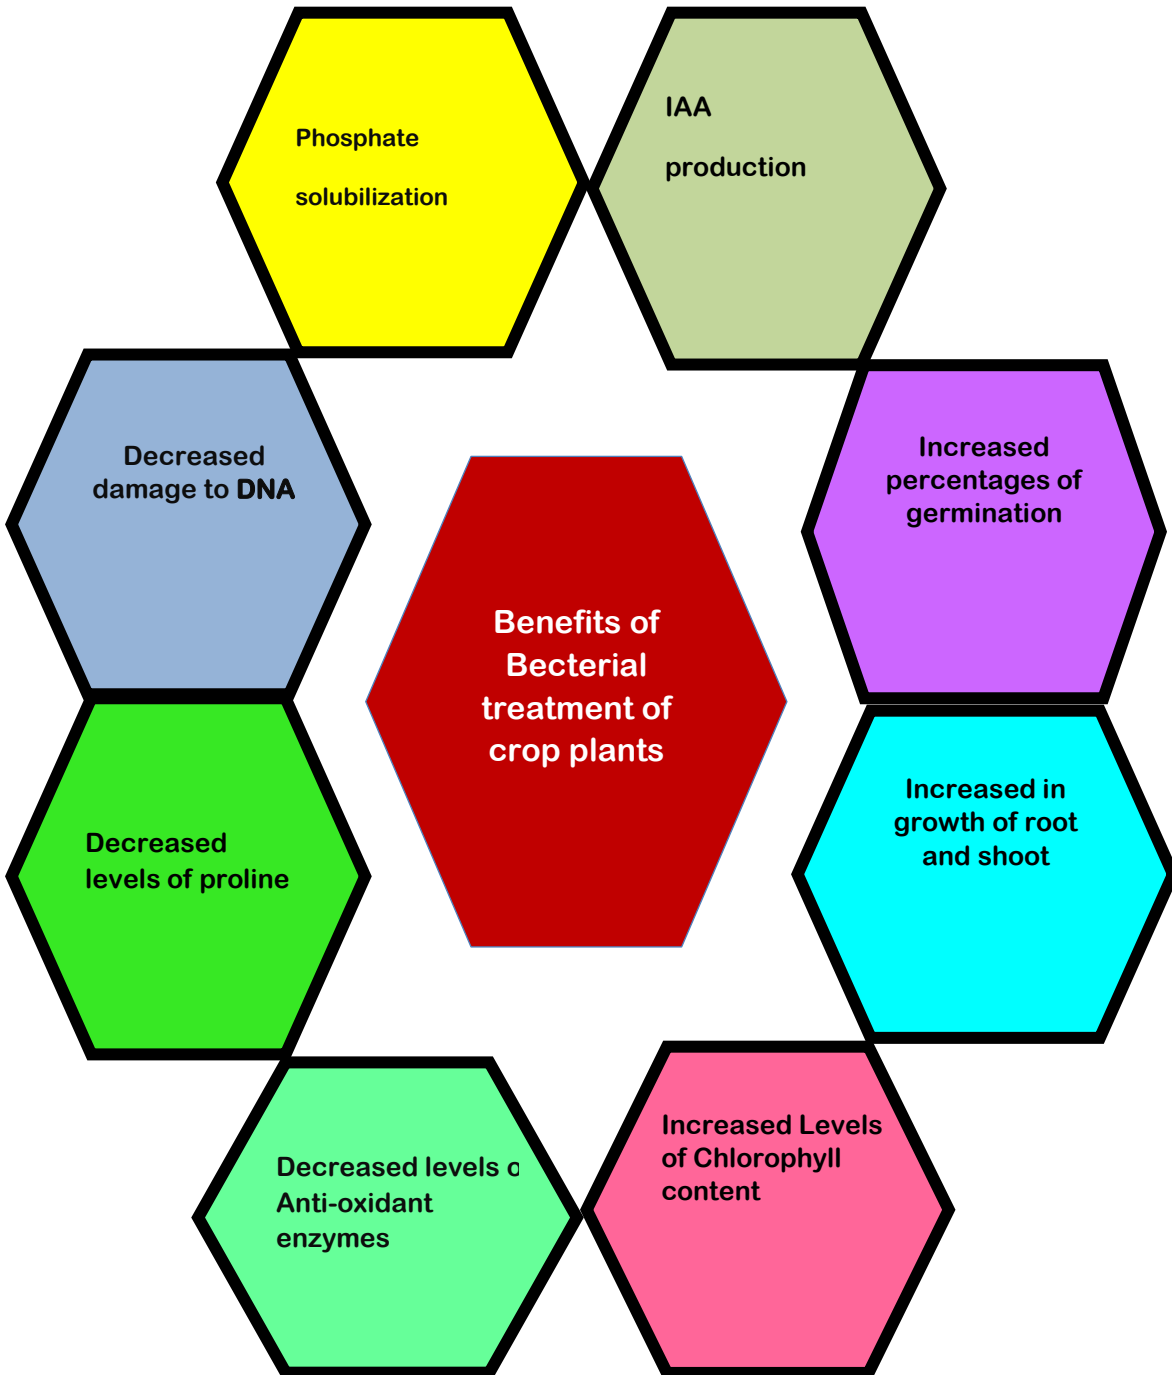 Phosphate
solubilization
IAA
production
Decreased
damage to DNA
Increased
percentages of
germination
Benefits of
Becterial
treatment of
crop plants
Increased in
growth of root
and shoot
Decreased
levels of proline
Increased Levels
of Chlorophyll
content
Decreased levels o
Anti-oxidant
enzymes